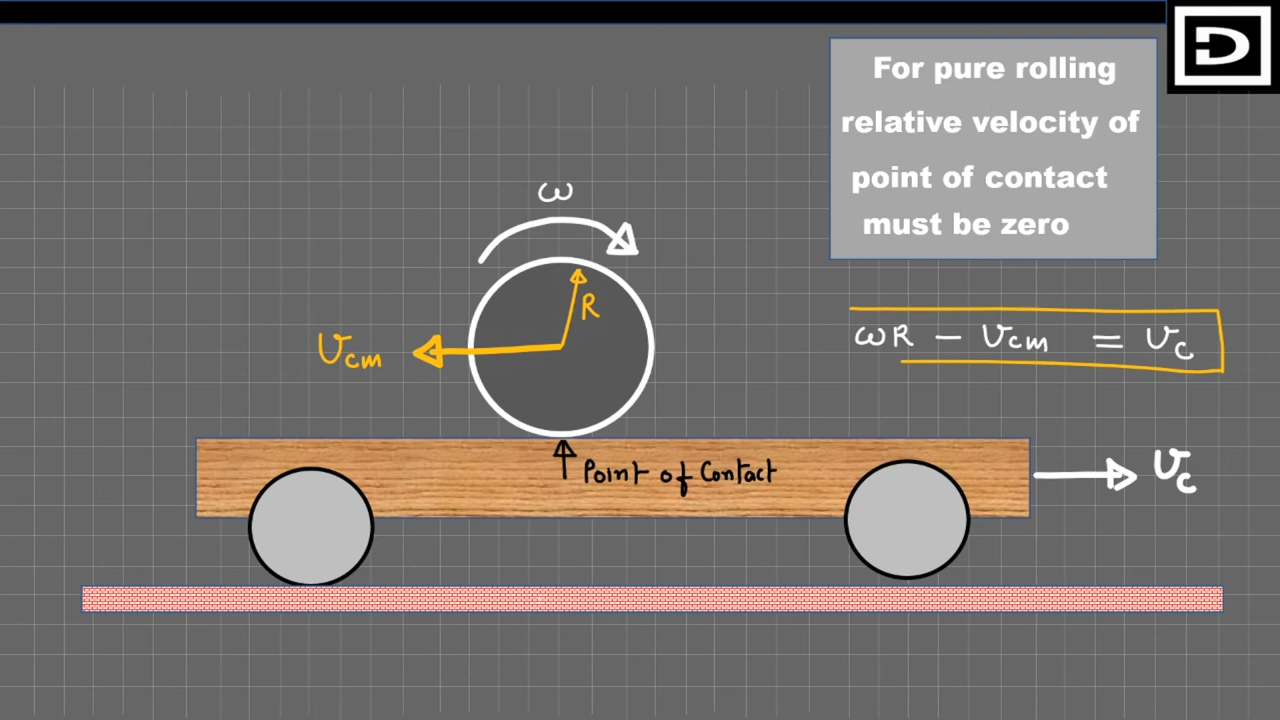 For pure rolling
relative velocity of
point of contact
must be zero
ω
R
υcm
ωR − υcm = υc
Point of Contact
υc